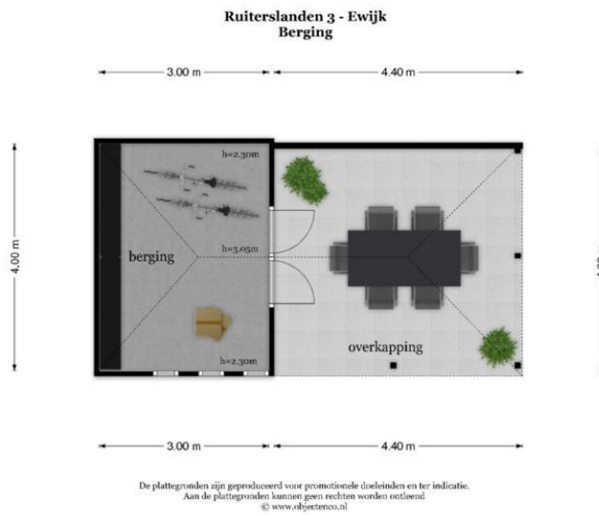 Ruiterslanden 3 - Ewijk
Berging
3.00 m
4.40 m
h=2.30m
4.00 m
berging
h=3.05m
overkapping
h=2.30m
3.00 m
4.40 m
De plattegronden zijn geproduceerd voor promotionele doeleinden en ter indicatie.
Aan de plattegronden kunnen geen rechten worden ontleend
© www.objectenco.nl